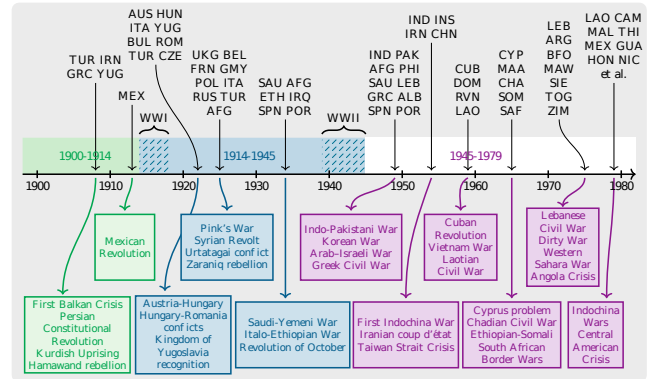 AUS HUN
ITA YUG
BUL ROM
TUR CZE
TUR IRN
GRC YUG
MEX
WWI
UKG BEL
FRN GMY
POL ITA
RUS TUR
AFG
SAU AFG
ETH IRQ
SPN POR
WWII
IND PAK
AFG PHI
SAU LEB
GRC ALB
SPN POR
IND INS
IRN CHN
CUB
DOM
RVN
LAO
CYP
MAA
CHA
SOM
SAF
LEB
ARG
BFO
MAW
SIE
TOG
ZIM
LAO CAM
MAL THI
MEX GUA
HON NIC
et al.
1900-1914
1914-1945
1945-1979
1900
1910
1920
1930
1940
1950
1960
1970
1980
Mexican
Revolution
Pink's War
Syrian Revolt
Urtatagai confict
Zaraniq rebellion
Indo-Pakistani War
Korean War
Arab-Israeli War
Greek Civil War
Cuban
Revolution
Vietnam War
Laotian
Civil War
Lebanese
Civil War
Dirty War
Western
Sahara War
Angola Crisis
First Balkan Crisis
Persian
Constitutional
Revolution
Kurdish Uprising
Hamawand rebellion
Austria-Hungary
Hungary-Romania
conficts
Kingdom of
Yugoslavia
recognition
Saudi-Yemeni War
Italo-Ethiopian War
Revolution of October
First Indochina War
Iranian coup d'état
Taiwan Strait Crisis
Cyprus problem
Chadian Civil War
Ethiopian-Somali
South African
Border Wars
Indochina
Wars
Central
American
Crisis